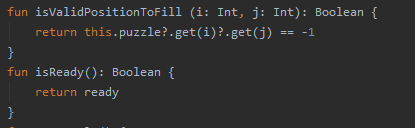 fun isValidPositionToFill (i: Int, j: Int): Boolean {
    return this.puzzle?.get(i)?.get(j) == -1
}
fun isReady(): Boolean {
    return ready
}